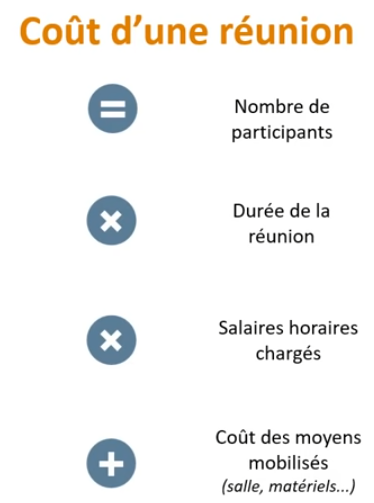 Coût d'une réunion
=
Nombre de
participants
×
Durée de la
réunion
×
Salaires horaires
chargés
+
Coût des moyens
mobilisés
(salle, matériels...)